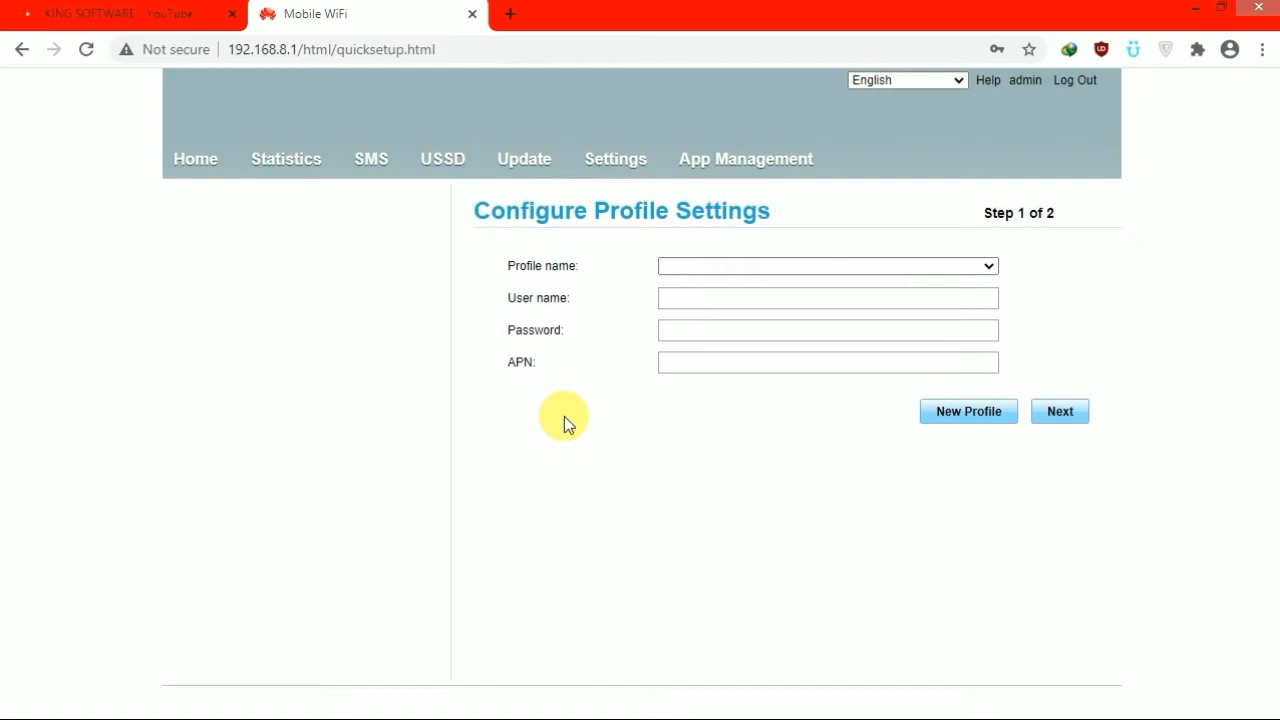 KING SOFTWARE - YouTube
Mobile WiFi
Not secure
192.168.8.1/html/quicksetup.html
English
Help admin Log Out
Home Statistics SMS USSD Update Settings App Management
Configure Profile Settings
Step 1 of 2
Profile name:
User name:
Password:
APN:
New Profile
Next